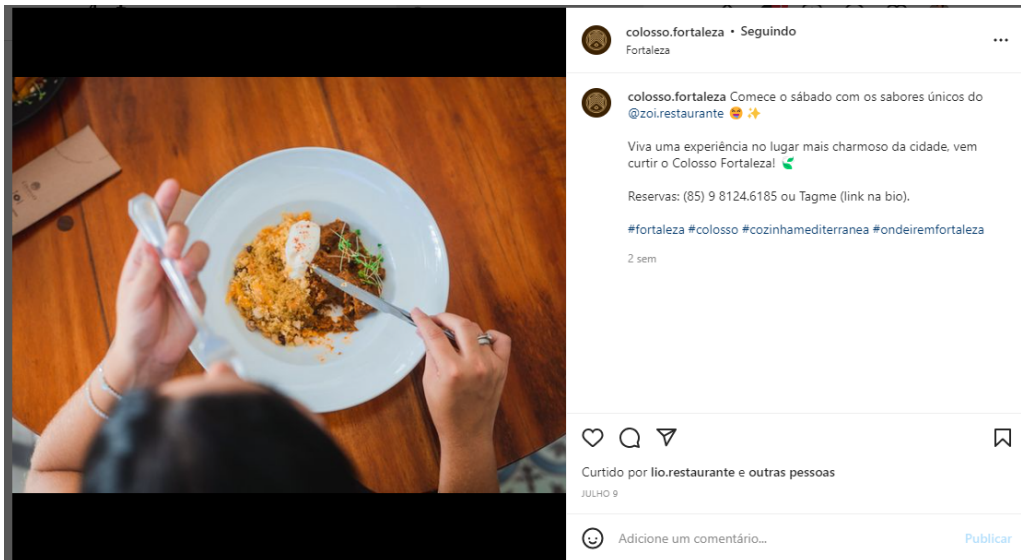 colosso.fortaleza • Seguindo
Fortaleza
colosso.fortaleza Comece o sábado com os sabores únicos do
@zoi.restaurante 😆 ✨
Viva uma experiência no lugar mais charmoso da cidade, vem
curtir o Colosso Fortaleza! 🌿
Reservas: (85) 9 8124.6185 ou Tagme (link na bio).
#fortaleza #colosso #cozinhamediterranea #ondeiremfortaleza
2 sem
Curtido por lio.restaurante e outras pessoas
JULHO 9
Adicione um comentário...
Publicar